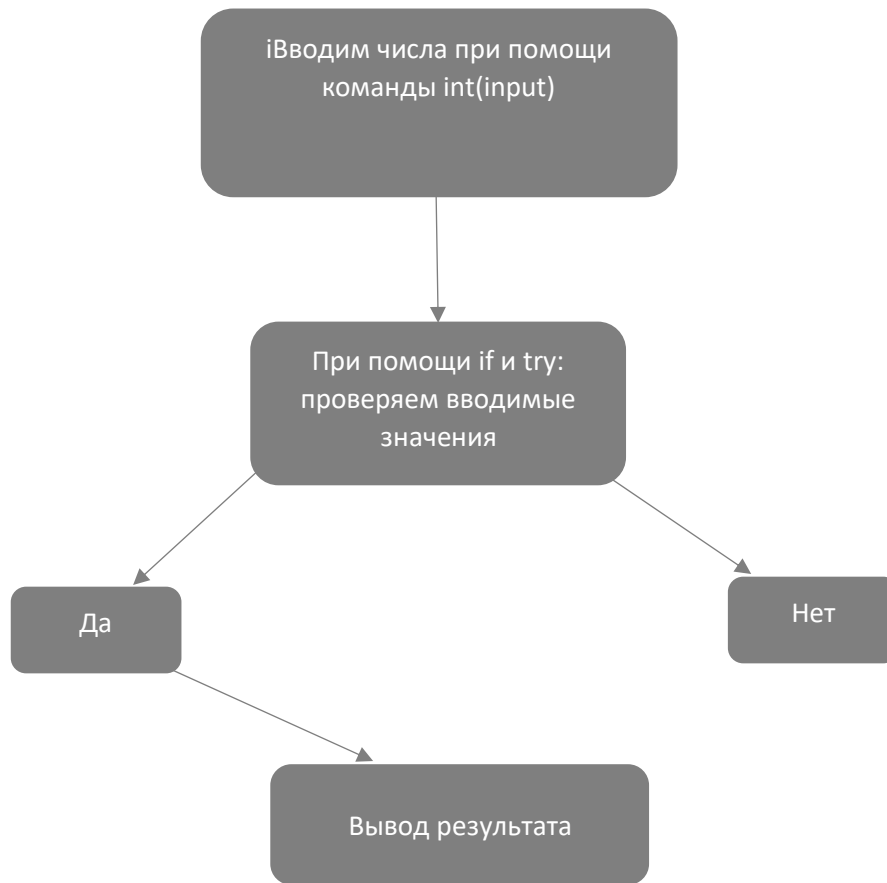 iВводим числа при помощи
команды int(input)
При помощи if и try:
проверяем вводимые
значения
Да
Нет
Вывод результата